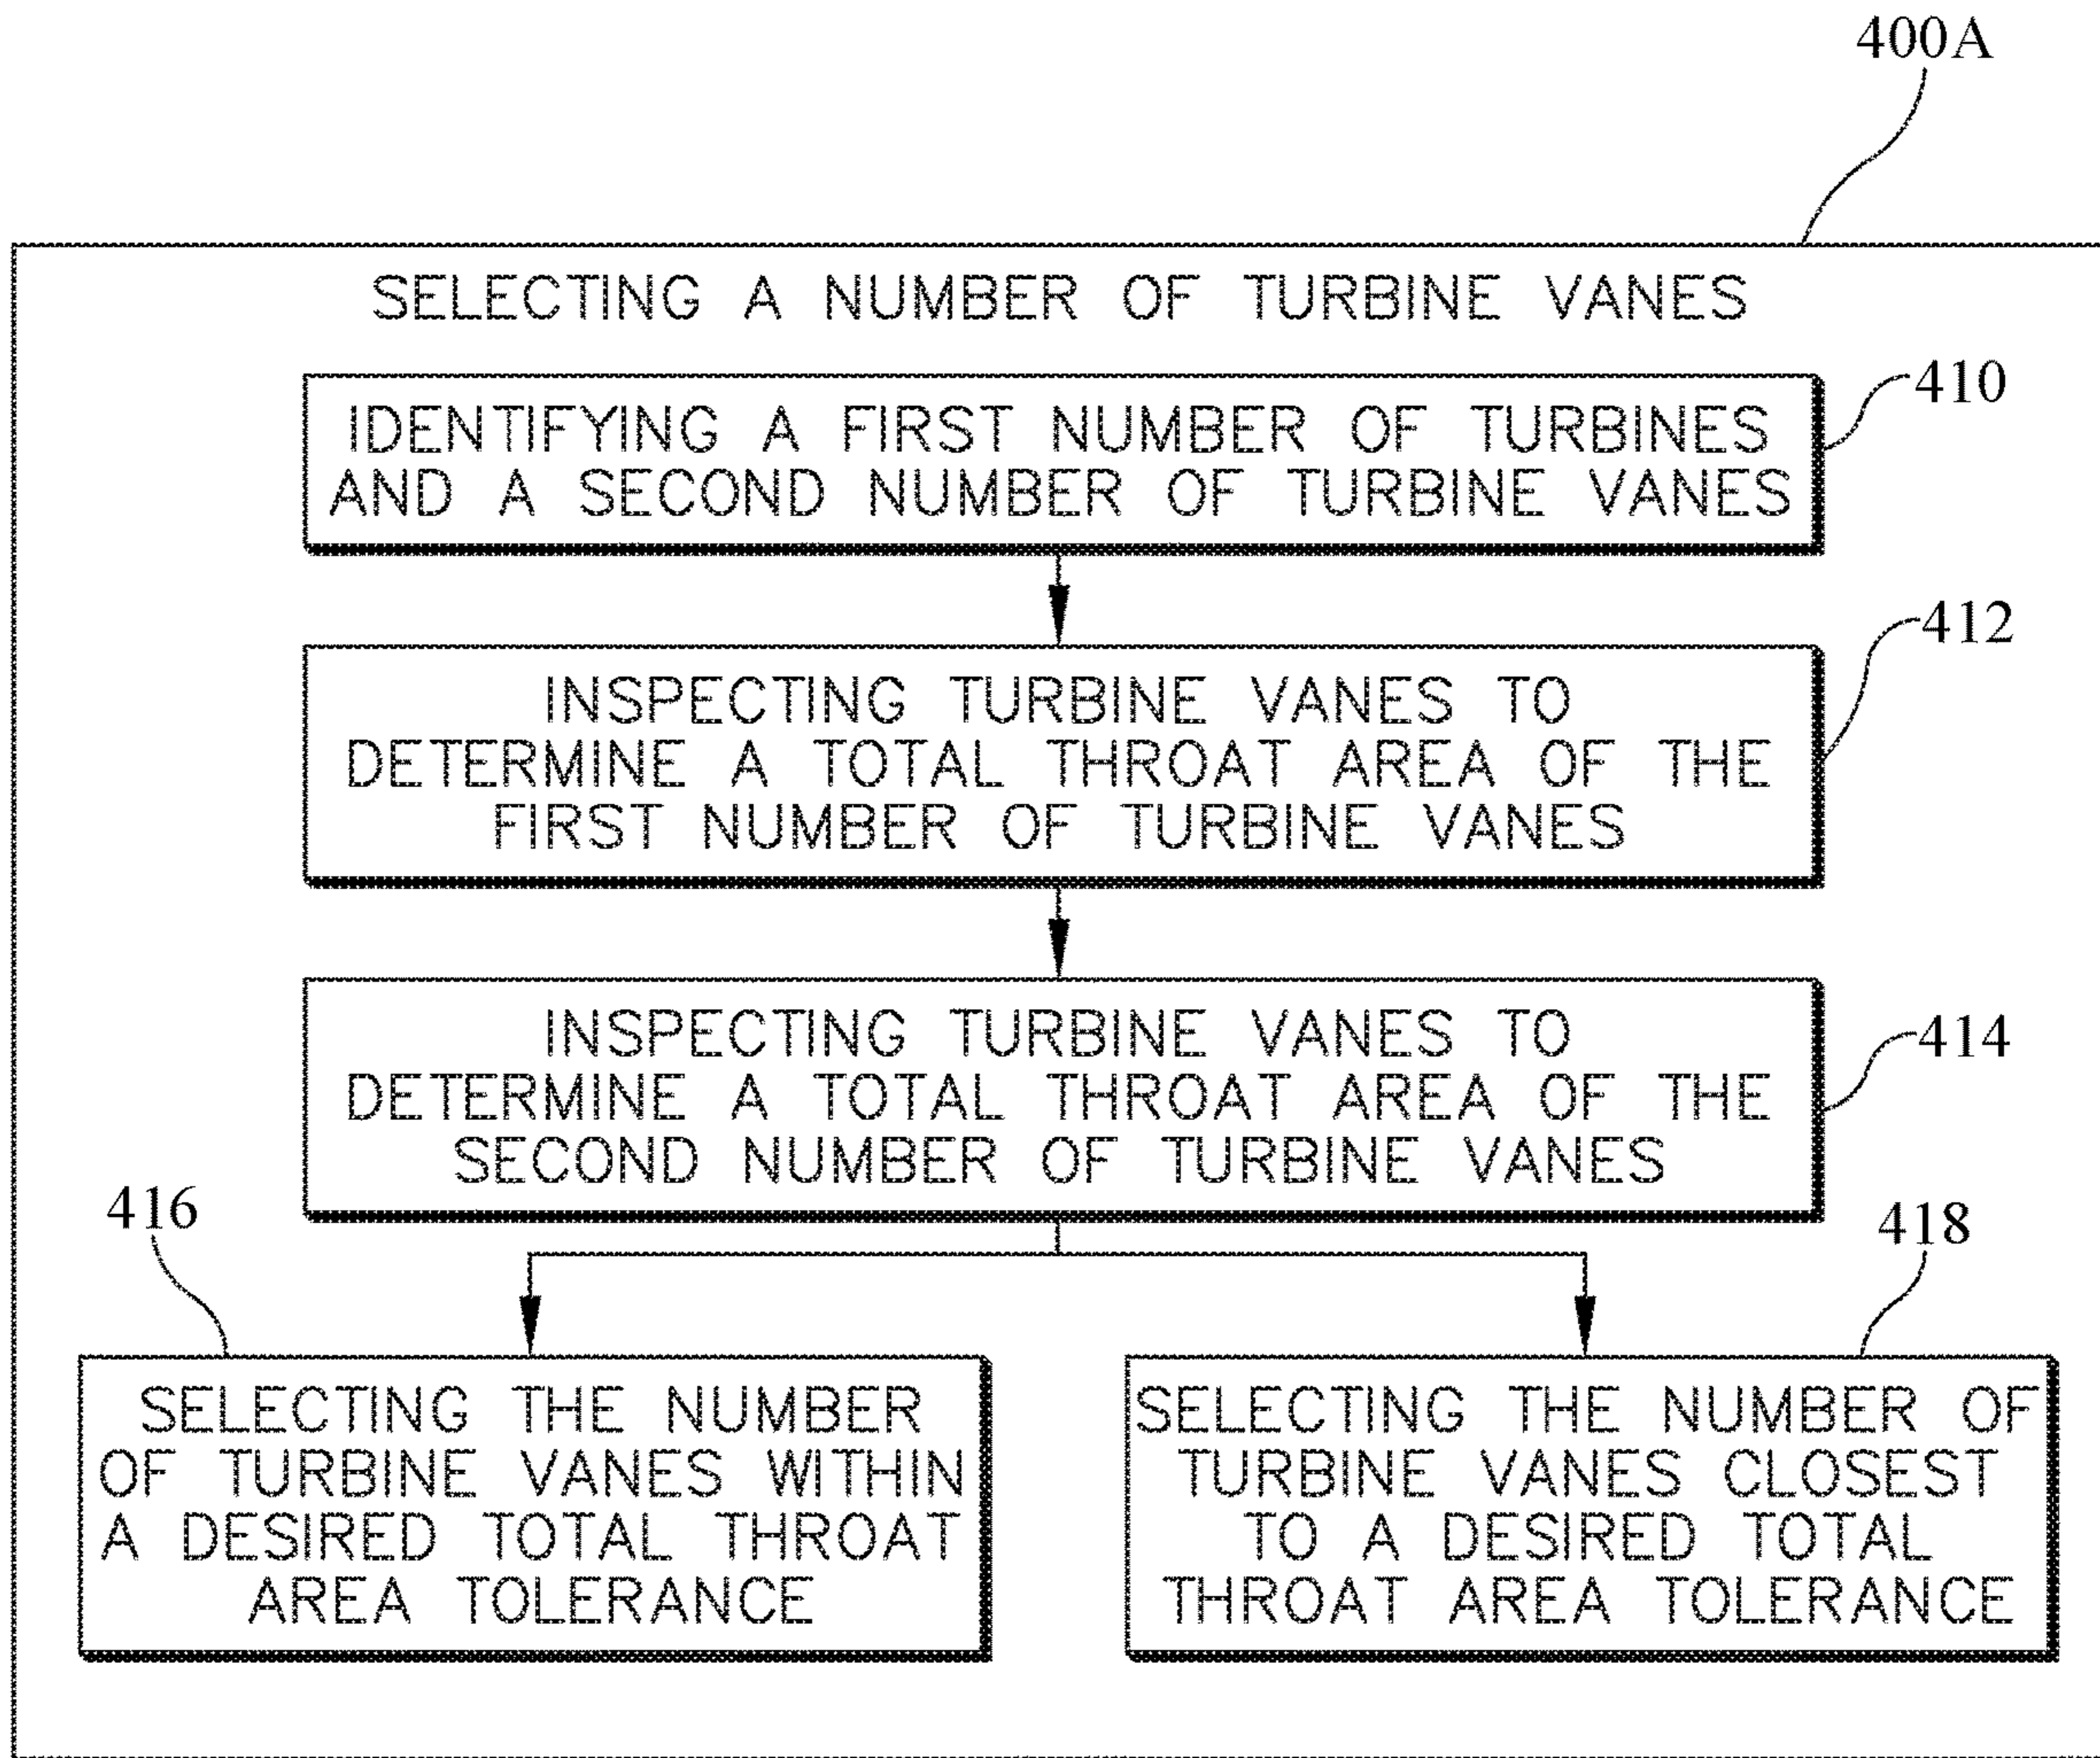 400A
SELECTING A NUMBER OF TURBINE VANES
410
IDENTIFYING A FIRST NUMBER OF TURBINES
AND A SECOND NUMBER OF TURBINE VANES
412
INSPECTING TURBINE VANES TO
DETERMINE A TOTAL THROAT AREA OF THE
FIRST NUMBER OF TURBINE VANES
414
INSPECTING TURBINE VANES TO
DETERMINE A TOTAL THROAT AREA OF THE
SECOND NUMBER OF TURBINE VANES
416
SELECTING THE NUMBER
OF TURBINE VANES WITHIN
A DESIRED TOTAL THROAT
AREA TOLERANCE
418
SELECTING THE NUMBER OF
TURBINE VANES CLOSEST
TO A DESIRED TOTAL
THROAT AREA TOLERANCE